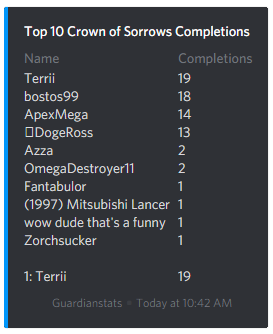 Top 10 Crown of Sorrows Completions
Name Completions
Terrii 19
bostos99 18
ApexMega 14
▯DogeRoss 13
Azza 2
OmegaDestroyer11 2
Fantabulor 1
(1997) Mitsubishi Lancer 1
wow dude that's a funny 1
Zorchsucker 1
1: Terrii 19
Guardianstats • Today at 10:42 AM